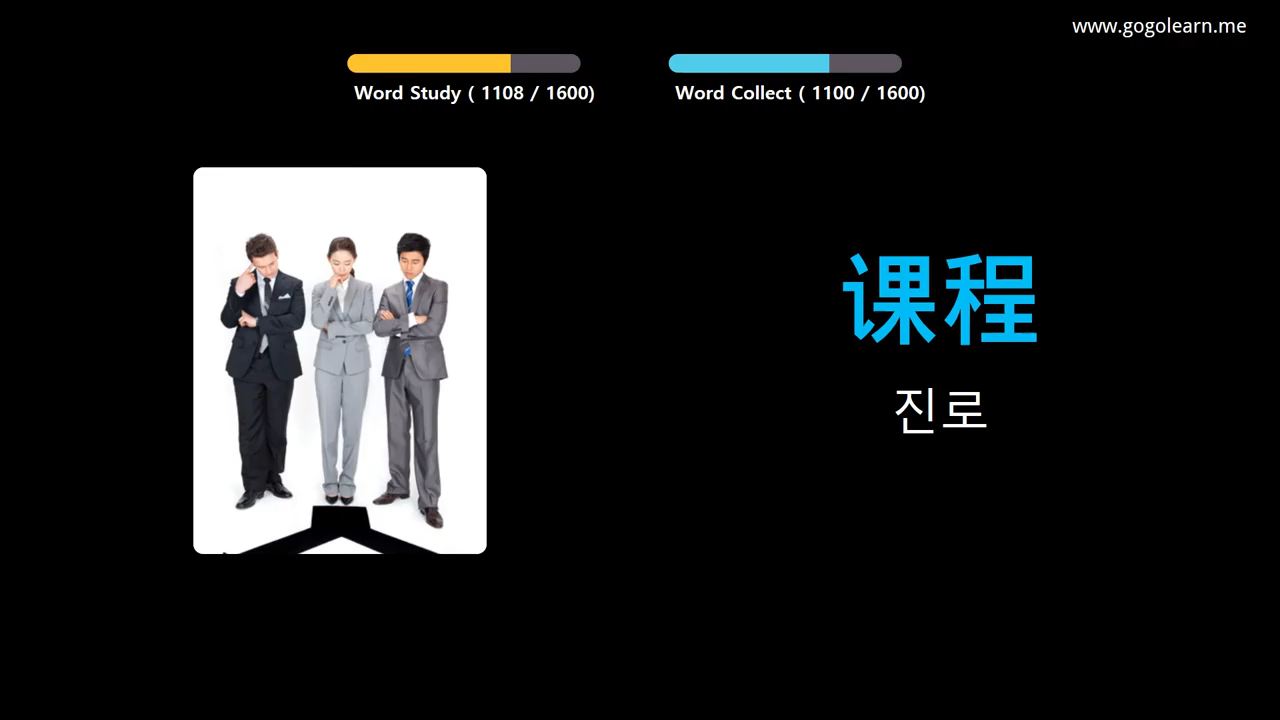 www.gogolearn.me
Word Study ( 1108 / 1600)
Word Collect ( 1100 / 1600)
课程
진로